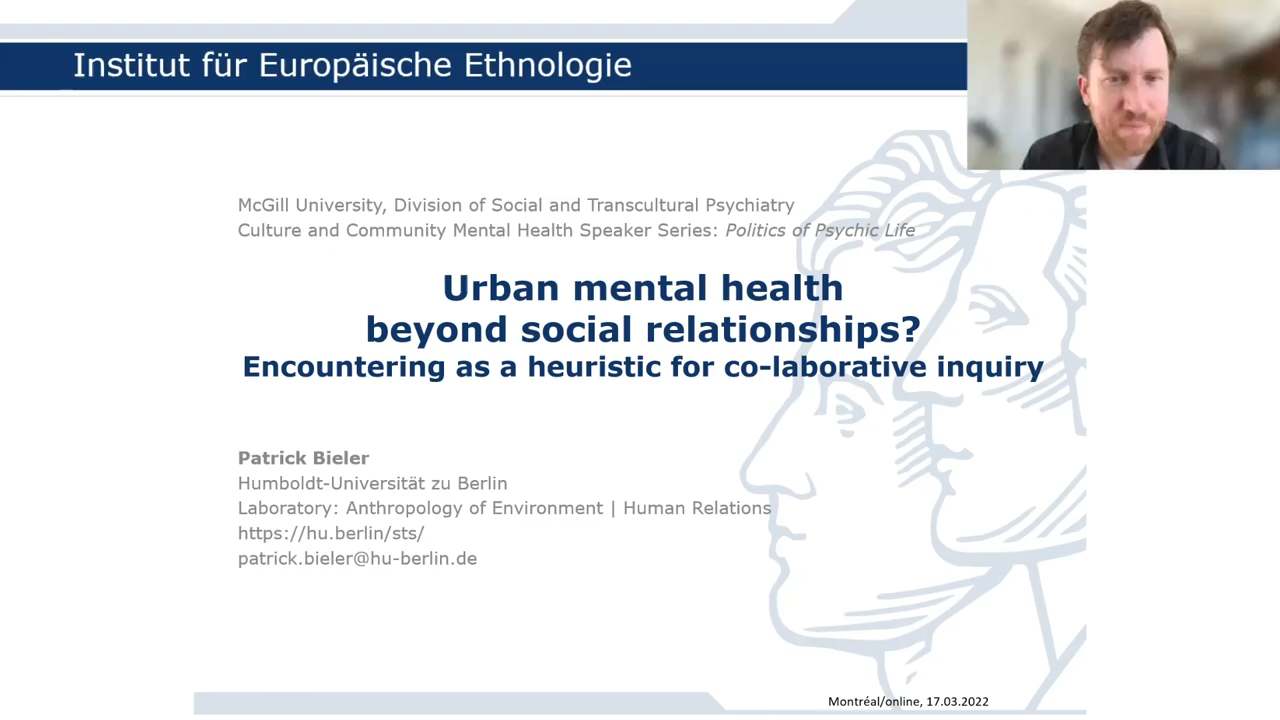 Institut für Europäische Ethnologie
McGill University, Division of Social and Transcultural Psychiatry
Culture and Community Mental Health Speaker Series: Politics of Psychic Life
Urban mental health
beyond social relationships?
Encountering as a heuristic for co-laborative inquiry
Patrick Bieler
Humboldt-Universität zu Berlin
Laboratory: Anthropology of Environment | Human Relations
https://hu.berlin/sts/
patrick.bieler@hu-berlin.de
Montréal/online, 17.03.2022